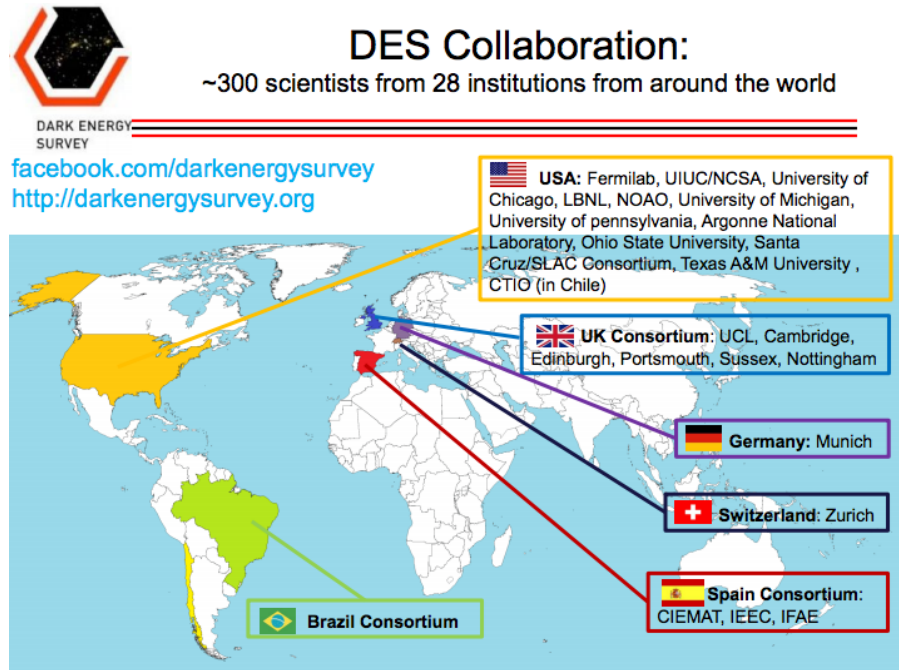 DES Collaboration:
~300 scientists from 28 institutions from around the world
DARK ENERGY
SURVEY
facebook.com/darkenergysurvey
http://darkenergysurvey.org
USA: Fermilab, UIUC/NCSA, University of
Chicago, LBNL, NOAO, University of Michigan,
University of pennsylvania, Argonne National
Laboratory, Ohio State University, Santa
Cruz/SLAC Consortium, Texas A&M University ,
CTIO (in Chile)
UK Consortium: UCL, Cambridge,
Edinburgh, Portsmouth, Sussex, Nottingham
Germany: Munich
Switzerland: Zurich
Spain Consortium:
CIEMAT, IEEC, IFAE
Brazil Consortium